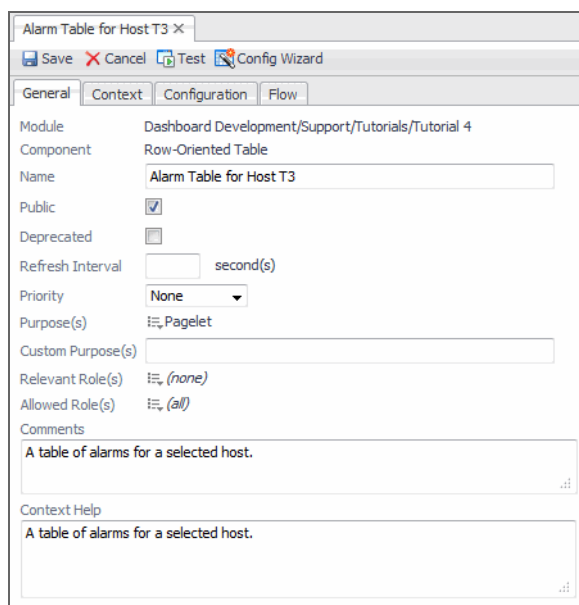 Alarm Table for Host T3
Save Cancel Test Config Wizard
General Context Configuration Flow
Module Dashboard Development/Support/Tutorials/Tutorial 4
Component Row-Oriented Table
Name Alarm Table for Host T3
Public
Deprecated
Refresh Interval second(s)
Priority None
Purpose(s) Pagelet
Custom Purpose(s)
Relevant Role(s) (none)
Allowed Role(s) (all)
Comments
A table of alarms for a selected host.
Context Help
A table of alarms for a selected host.